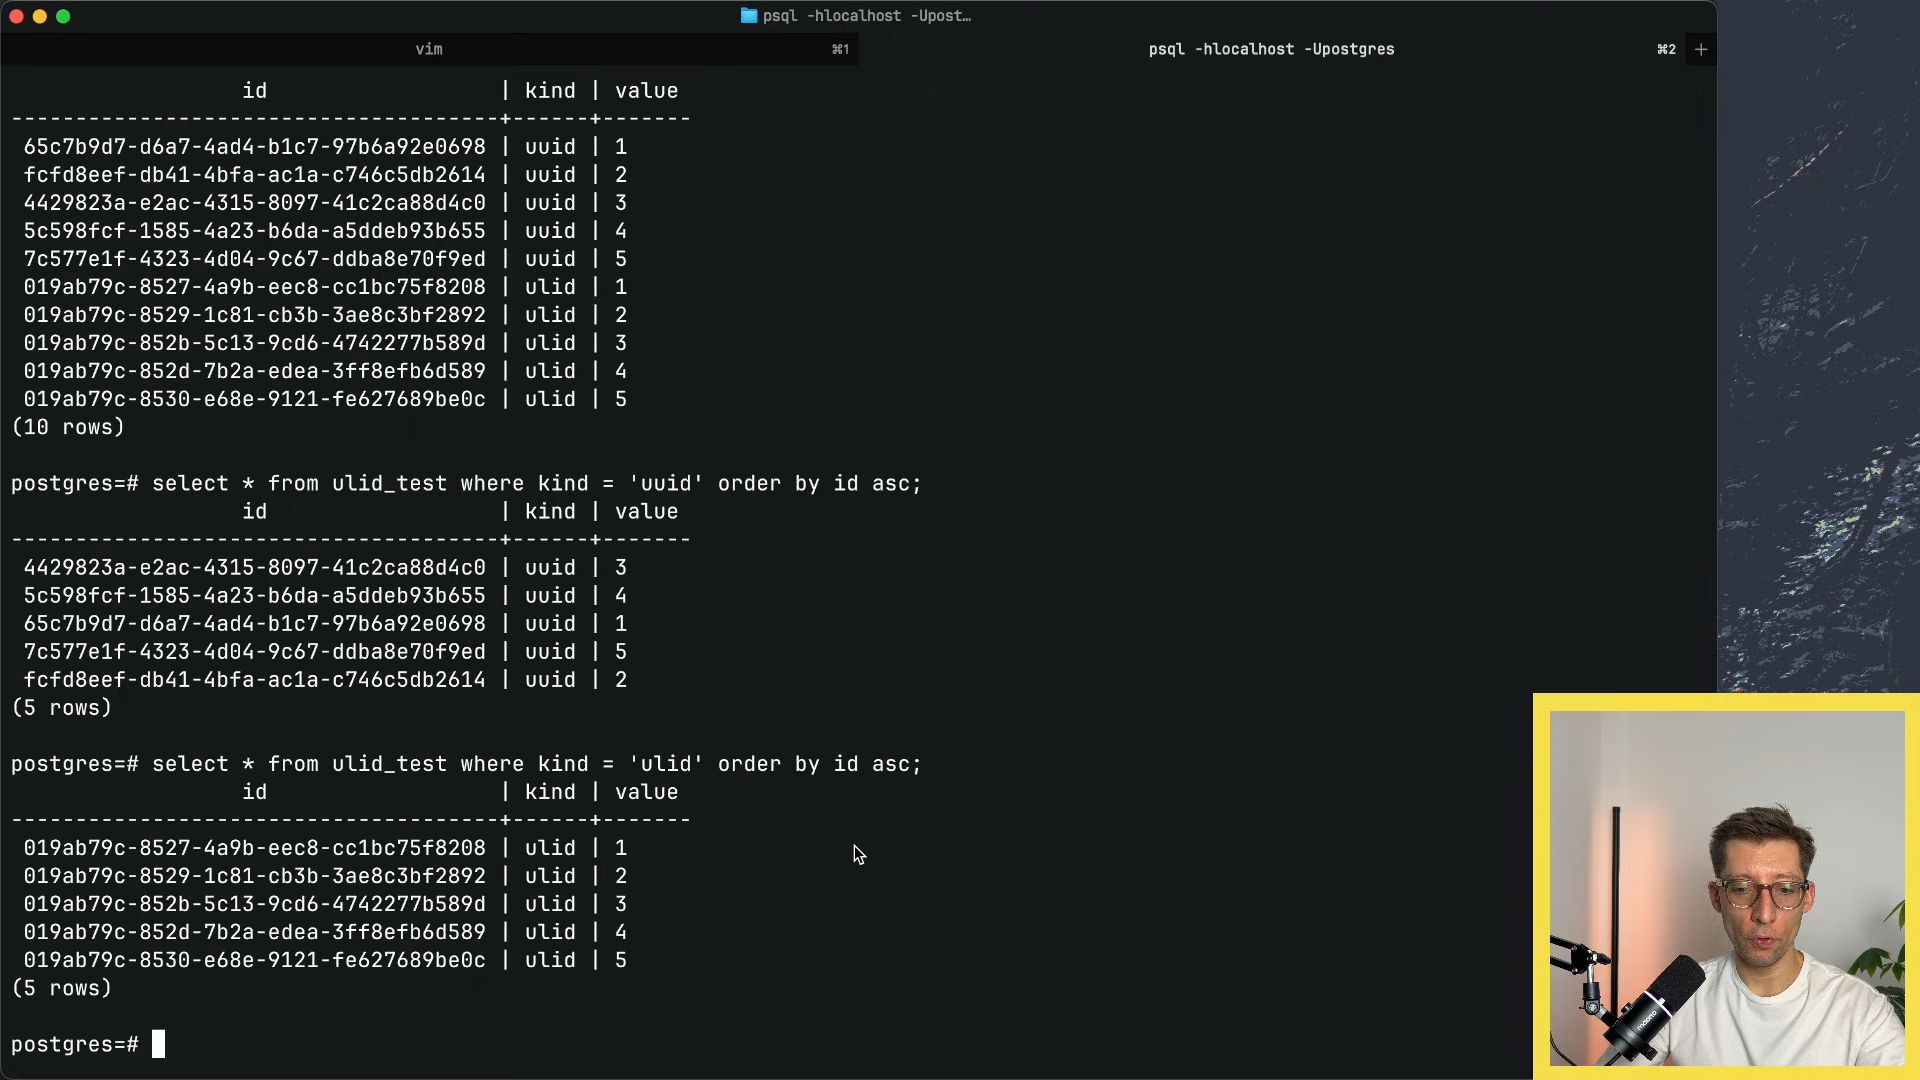 psql -hlocalhost -Upost…
vim ⌘1 psql -hlocalhost -Upostgres ⌘2 +
id | kind | value
--------------------------------------+------+-------
65c7b9d7-d6a7-4ad4-b1c7-97b6a92e0698 | uuid | 1
fcfd8eef-db41-4bfa-ac1a-c746c5db2614 | uuid | 2
4429823a-e2ac-4315-8097-41c2ca88d4c0 | uuid | 3
5c598fcf-1585-4a23-b6da-a5ddeb93b655 | uuid | 4
7c577e1f-4323-4d04-9c67-ddba8e70f9ed | uuid | 5
019ab79c-8527-4a9b-eec8-cc1bc75f8208 | ulid | 1
019ab79c-8529-1c81-cb3b-3ae8c3bf2892 | ulid | 2
019ab79c-852b-5c13-9cd6-4742277b589d | ulid | 3
019ab79c-852d-7b2a-edea-3ff8efb6d589 | ulid | 4
019ab79c-8530-e68e-9121-fe627689be0c | ulid | 5
(10 rows)
postgres=# select * from ulid_test where kind = 'uuid' order by id asc;
id | kind | value
--------------------------------------+------+-------
4429823a-e2ac-4315-8097-41c2ca88d4c0 | uuid | 3
5c598fcf-1585-4a23-b6da-a5ddeb93b655 | uuid | 4
65c7b9d7-d6a7-4ad4-b1c7-97b6a92e0698 | uuid | 1
7c577e1f-4323-4d04-9c67-ddba8e70f9ed | uuid | 5
fcfd8eef-db41-4bfa-ac1a-c746c5db2614 | uuid | 2
(5 rows)
postgres=# select * from ulid_test where kind = 'ulid' order by id asc;
id | kind | value
--------------------------------------+------+-------
019ab79c-8527-4a9b-eec8-cc1bc75f8208 | ulid | 1
019ab79c-8529-1c81-cb3b-3ae8c3bf2892 | ulid | 2
019ab79c-852b-5c13-9cd6-4742277b589d | ulid | 3
019ab79c-852d-7b2a-edea-3ff8efb6d589 | ulid | 4
019ab79c-8530-e68e-9121-fe627689be0c | ulid | 5
(5 rows)
postgres=#